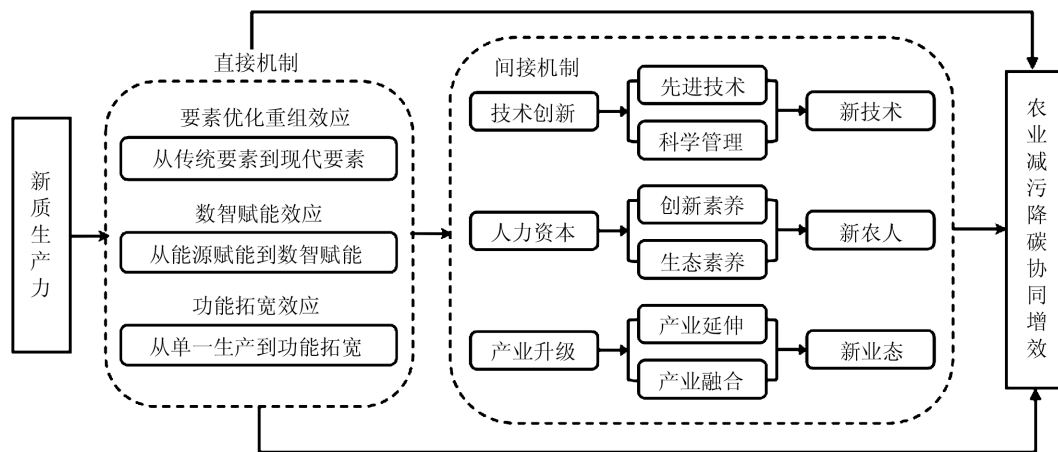 新质生产力
直接机制
要素优化重组效应
从传统要素到现代要素
数智赋能效应
从能源赋能到数智赋能
功能拓宽效应
从单一生产到功能拓宽
间接机制
技术创新
先进技术
科学管理
新技术
人力资本
创新素养
生态素养
新农人
产业升级
产业延伸
产业融合
新业态
农业减污降碳协同增效